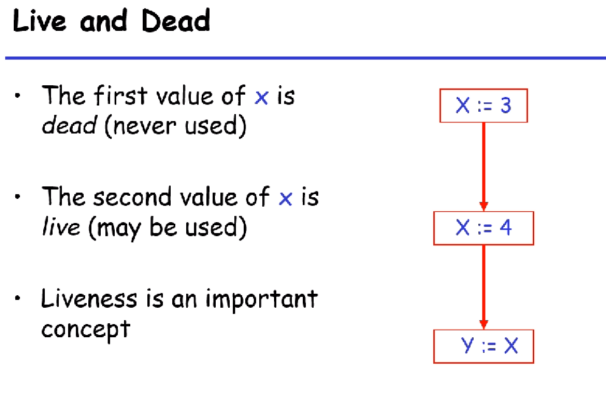 Live and Dead
• The first value of x is
dead (never used)
• The second value of x is
live (may be used)
• Liveness is an important
concept
X := 3
X := 4
Y := X